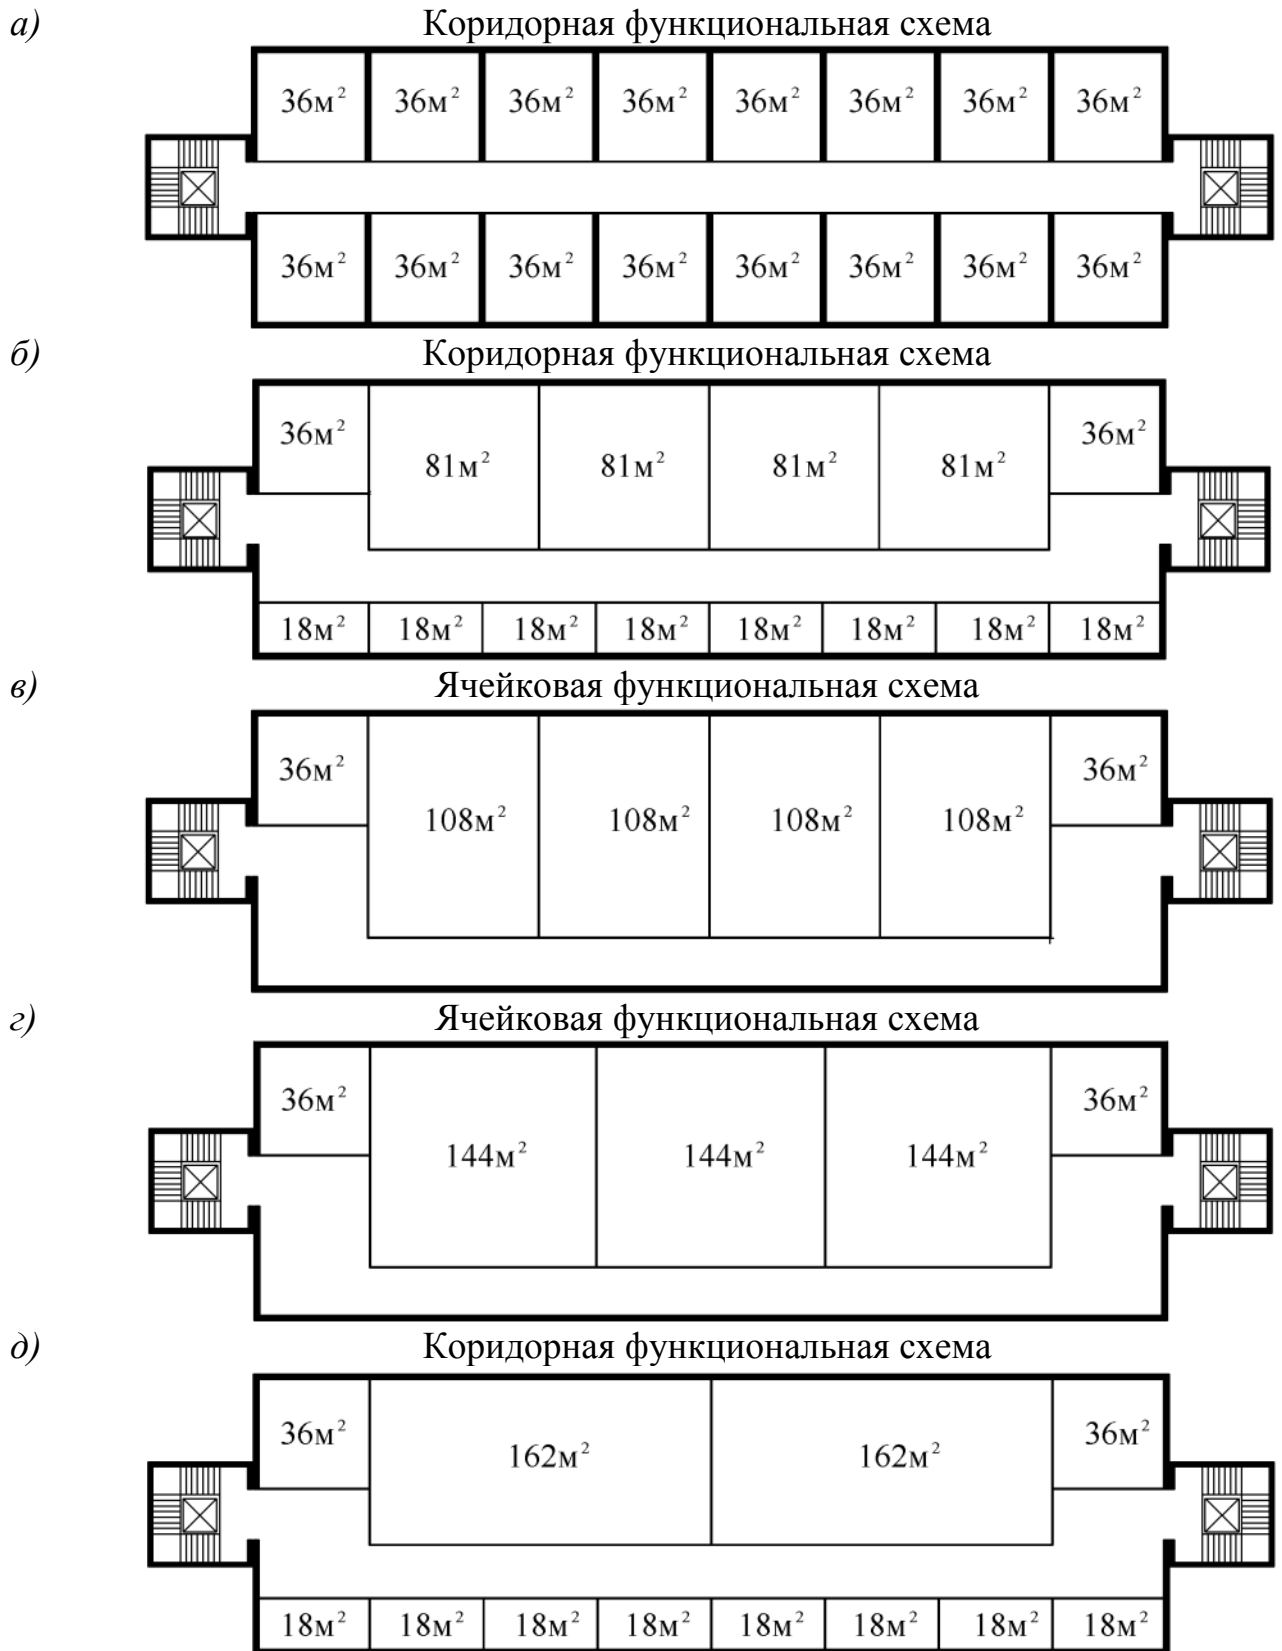 а) Коридорная функциональная схема
36м² 36м² 36м² 36м² 36м² 36м² 36м² 36м²
36м² 36м² 36м² 36м² 36м² 36м² 36м² 36м²
б) Коридорная функциональная схема
36м² 36м²
81м² 81м² 81м² 81м²
18м² 18м² 18м² 18м² 18м² 18м² 18м² 18м²
в) Ячейковая функциональная схема
36м² 36м²
108м² 108м² 108м² 108м²
г) Ячейковая функциональная схема
36м² 36м²
144м² 144м² 144м²
д) Коридорная функциональная схема
36м² 36м²
162м² 162м²
18м² 18м² 18м² 18м² 18м² 18м² 18м² 18м²